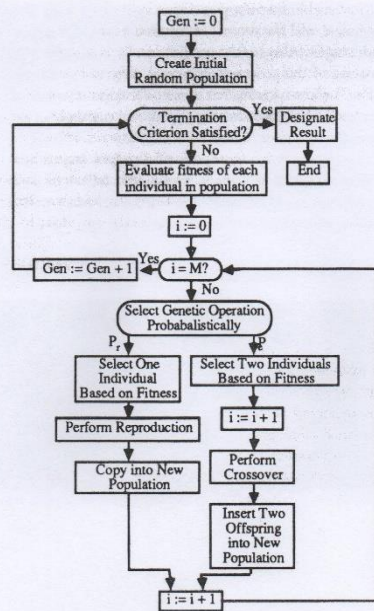 Gen := 0
Create Initial
Random Population
Termination
Criterion Satisfied?
Yes
Designate
Result
End
No
Evaluate fitness of each
individual in population
i := 0
Gen := Gen + 1
Yes
i = M?
No
Select Genetic Operation
Probabalistically
Pr
Pc
Select One
Individual
Based on Fitness
Select Two Individuals
Based on Fitness
Perform Reproduction
i := i + 1
Copy into New
Population
Perform
Crossover
Insert Two
Offspring
into New
Population
i := i + 1